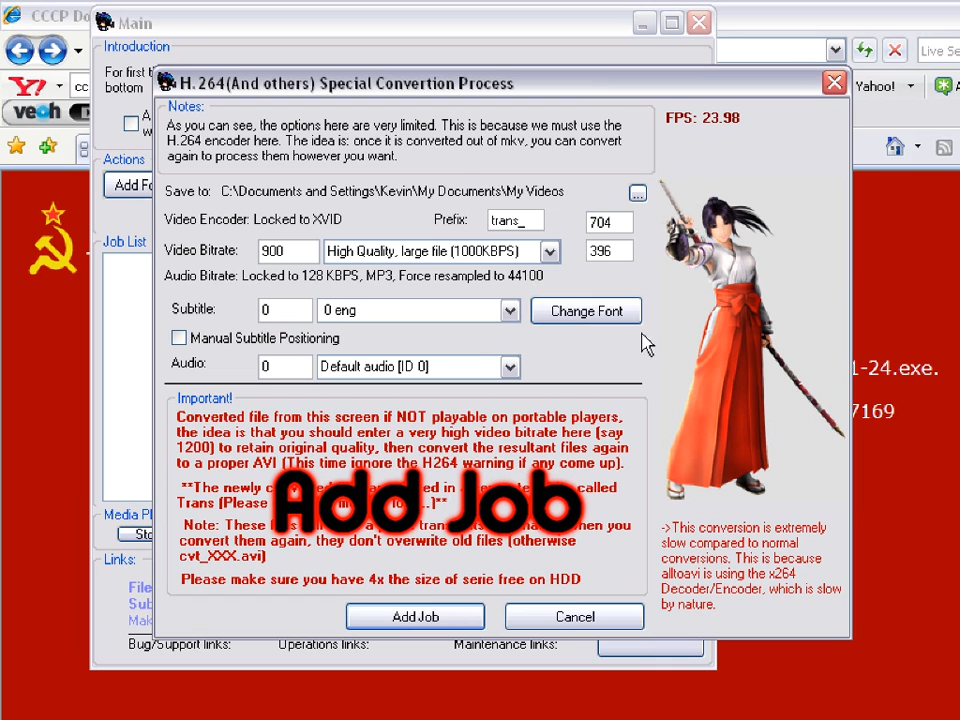 CCCP Do
Main
Introduction
For first
bottom
Live Se
Yahoo!
Y!
cc
veoh
A
w
Actions
Add Fo
Job List
H.264(And others) Special Convertion Process
Notes:
As you can see, the options here are very limited. This is because we must use the
H.264 encoder here. The idea is: once it is converted out of mkv, you can convert
again to process them however you want.
FPS: 23.98
Save to: C:\Documents and Settings\Kevin\My Documents\My Videos
...
Video Encoder: Locked to XVID
Prefix: trans_
704
Video Bitrate: 900 High Quality, large file (1000KBPS)
396
Audio Bitrate: Locked to 128 KBPS, MP3, Force resampled to 44100
Subtitle: 0 0 eng
Change Font
Manual Subtitle Positioning
Audio: 0 Default audio [ID 0]
1-24.exe.
7169
Important!
Converted file from this screen if NOT playable on portable players,
the idea is that you should enter a very high video bitrate here (say
1200) to retain original quality, then convert the resultant files again
to a proper AVI (This time ignore the H264 warning if any come up).
**The newly called
Trans (Please
Add Job
Note: These when you
convert them again, they don't overwrite old files (otherwise
cvt_XXX.avi)
Please make sure you have 4x the size of serie free on HDD
->This conversion is extremely
slow compared to normal
conversions. This is because
alltoavi is using the x264
Decoder/Encoder, which is slow
by nature.
Add Job
Cancel
Media Pl
Sto
Links:
File
Sub
Mak
Bug/Support links:
Operations links:
Maintenance links: